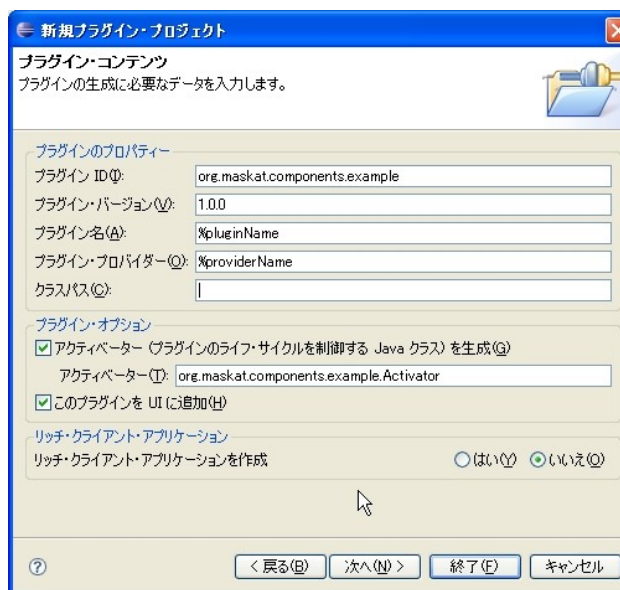 新規プラグイン・プロジェクト
プラグイン・コンテンツ
プラグインの生成に必要なデータを入力します。
プラグインのプロパティー
プラグイン ID(I): org.maskat.components.example
プラグイン・バージョン(V): 1.0.0
プラグイン名(A): %pluginName
プラグイン・プロバイダー(O): %providerName
クラスパス(C):
プラグイン・オプション
アクティベーター (プラグインのライフ・サイクルを制御する Java クラス) を生成(G)
アクティベーター(T): org.maskat.components.example.Activator
このプラグインを UI に追加(H)
リッチ・クライアント・アプリケーション
リッチ・クライアント・アプリケーションを作成 はい(Y) いいえ(O)
? < 戻る(B) 次へ(N) > 終了(F) キャンセル